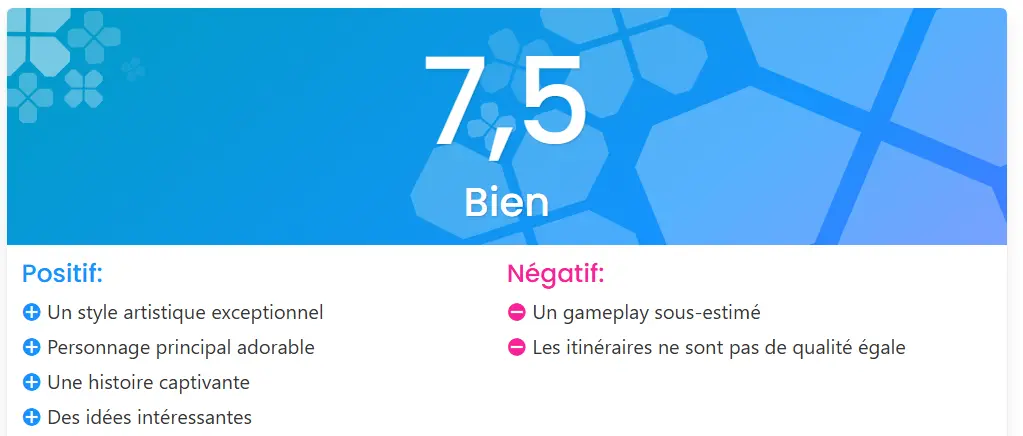 7,5
Bien
Positif:
Un style artistique exceptionnel
Personnage principal adorable
Une histoire captivante
Des idées intéressantes
Négatif:
Un gameplay sous-estimé
Les itinéraires ne sont pas de qualité égale